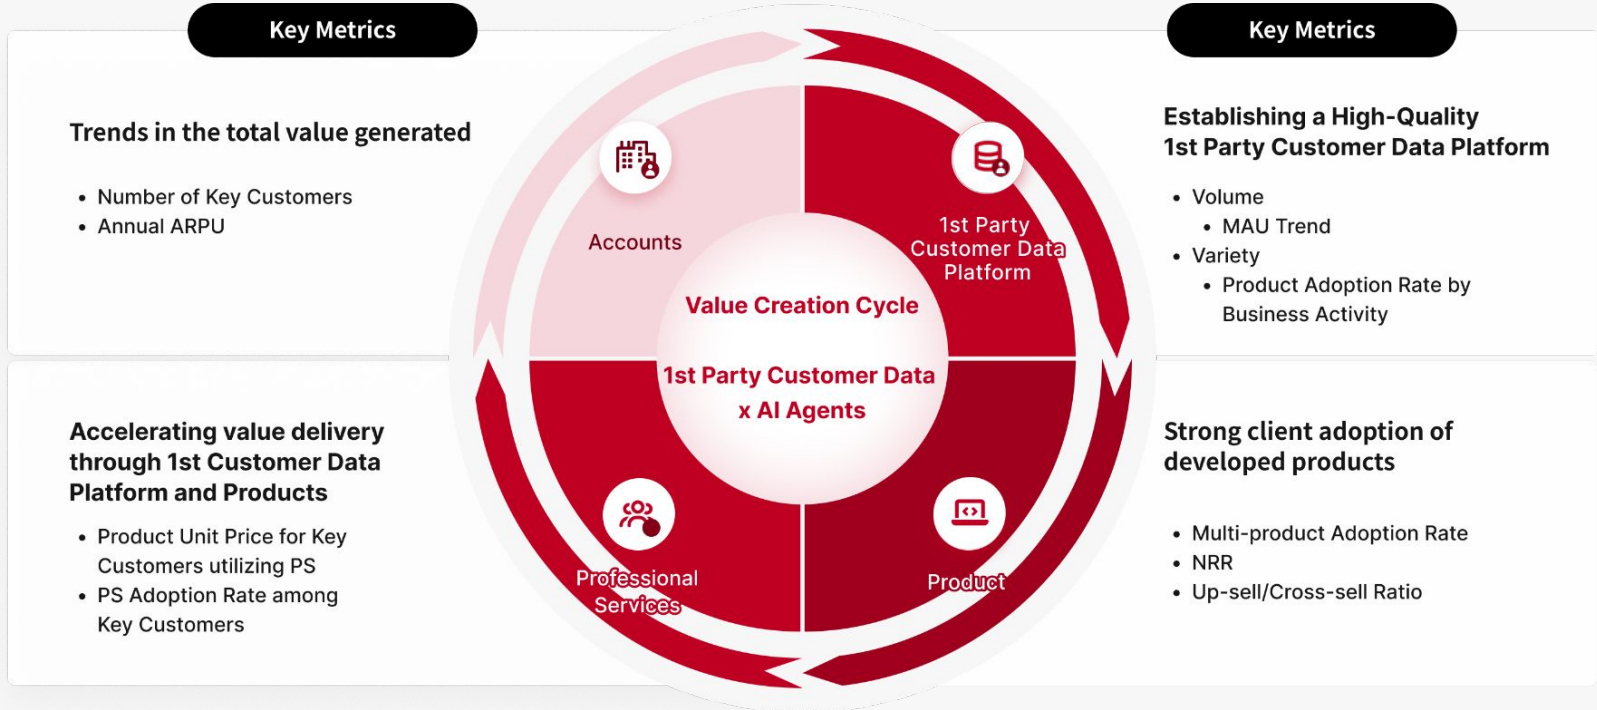 Key Metrics
Trends in the total value generated
• Number of Key Customers
• Annual ARPU
Accelerating value delivery
through 1st Customer Data
Platform and Products
• Product Unit Price for Key
Customers utilizing PS
• PS Adoption Rate among
Key Customers
Accounts
1st Party
Customer Data
Platform
Value Creation Cycle
1st Party Customer Data
x AI Agents
Professional
Services
Product
Key Metrics
Establishing a High-Quality
1st Party Customer Data Platform
• Volume
• MAU Trend
• Variety
• Product Adoption Rate by
Business Activity
Strong client adoption of
developed products
• Multi-product Adoption Rate
• NRR
• Up-sell/Cross-sell Ratio